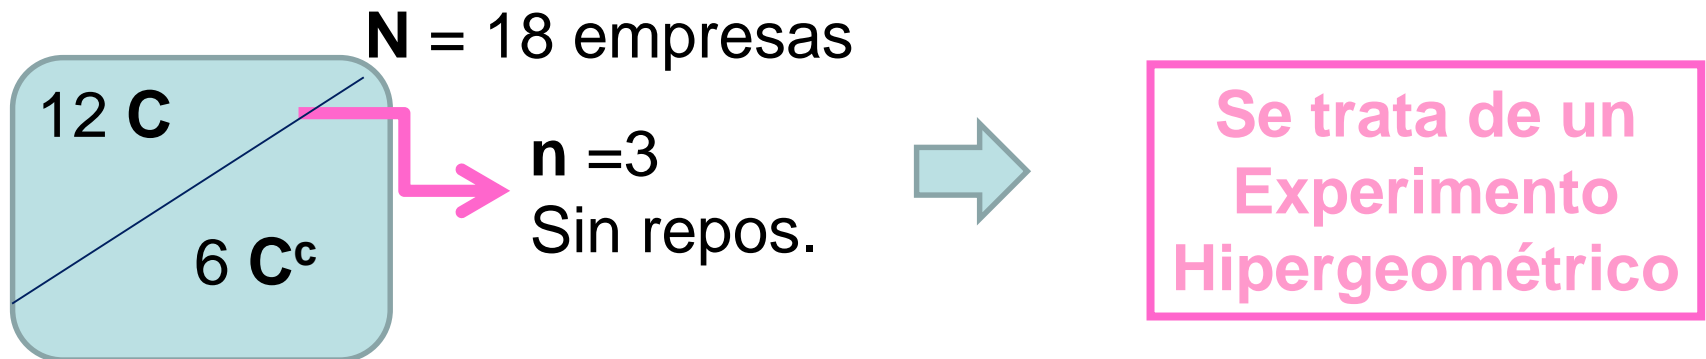 N = 18 empresas
12 C
n =3
Sin repos.
6 Cᶜ
Se trata de un
Experimento
Hipergeométrico